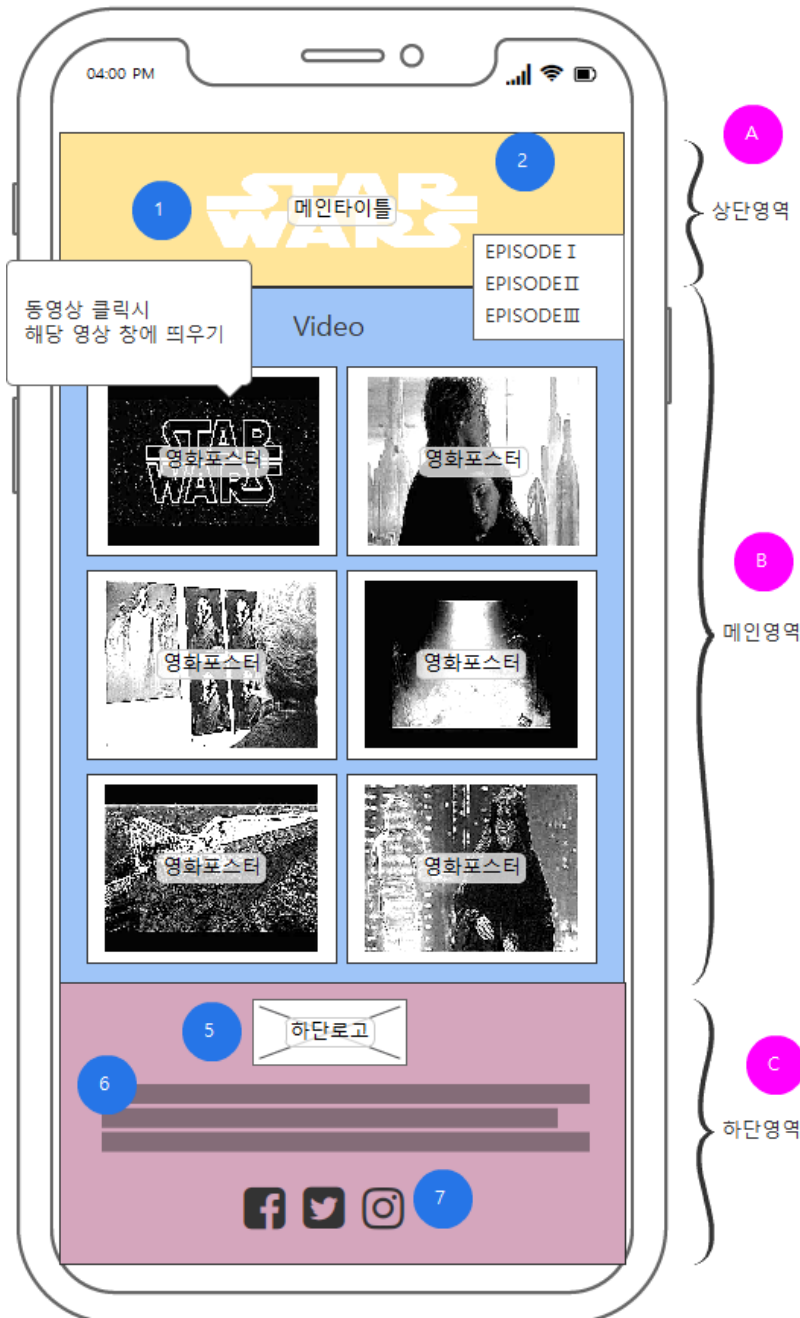 04:00 PM
A
2
STAR
WARS
메인타이틀
1
상단영역
EPISODE Ⅰ
EPISODEⅡ
EPISODEⅢ
동영상 클릭시
해당 영상 창에 띄우기
Video
STAR
WARS
영화포스터
영화포스터
B
메인영역
영화포스터
영화포스터
영화포스터
영화포스터
5
하단로고
C
6
하단영역
7